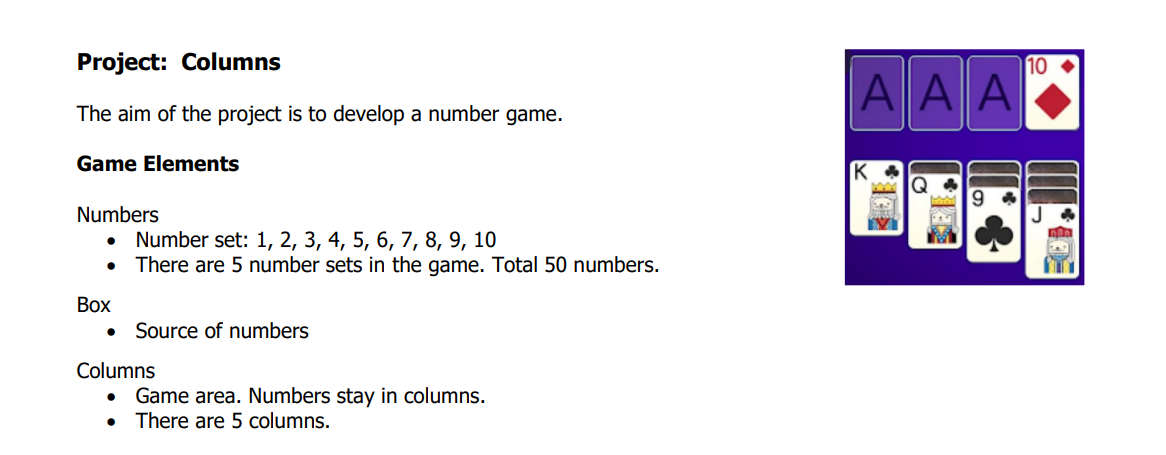 Project:  Columns
The aim of the project is to develop a number game.
Game Elements
Numbers
• Number set: 1, 2, 3, 4, 5, 6, 7, 8, 9, 10
• There are 5 number sets in the game. Total 50 numbers.
Box
• Source of numbers
Columns
• Game area. Numbers stay in columns.
• There are 5 columns.
A A A 10
K Q 9 J